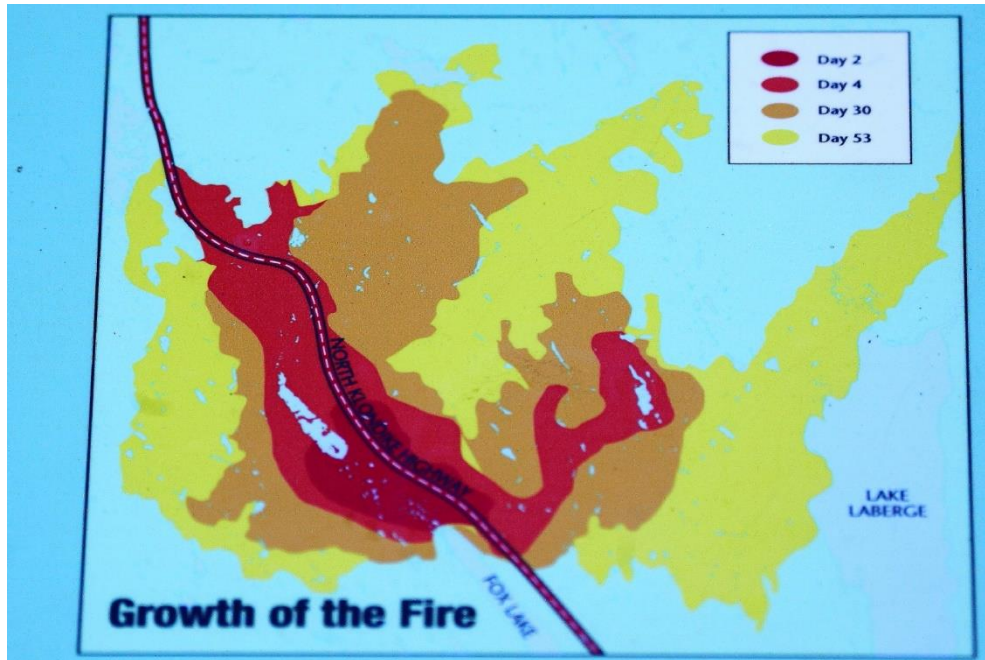 Day 2
Day 4
Day 30
Day 53
NORTH KLONDIKE HIGHWAY
LAKE
LABERGE
FOX LAKE
Growth of the Fire